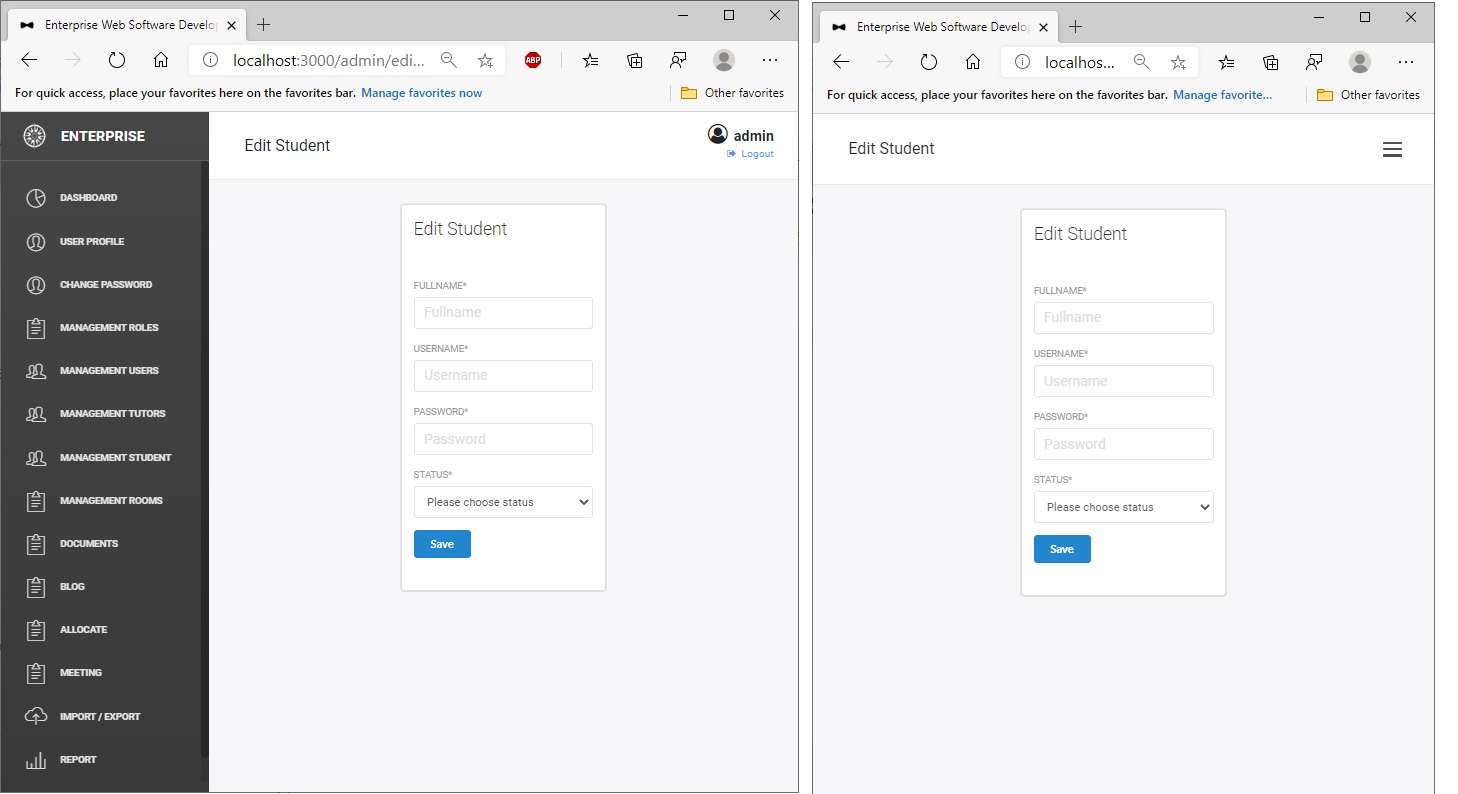 Enterprise Web Software Develop
localhost:3000/admin/edi...
ABP
For quick access, place your favorites here on the favorites bar. Manage favorites now
Other favorites
ENTERPRISE
DASHBOARD
USER PROFILE
CHANGE PASSWORD
MANAGEMENT ROLES
MANAGEMENT USERS
MANAGEMENT TUTORS
MANAGEMENT STUDENT
MANAGEMENT ROOMS
DOCUMENTS
BLOG
ALLOCATE
MEETING
IMPORT / EXPORT
REPORT
Edit Student
admin
Logout
Edit Student
FULLNAME*
Fullname
USERNAME*
Username
PASSWORD*
Password
STATUS*
Please choose status
Save
Enterprise Web Software Develop
localhos...
For quick access, place your favorites here on the favorites bar. Manage favorite...
Other favorites
Edit Student
Edit Student
FULLNAME*
Fullname
USERNAME*
Username
PASSWORD*
Password
STATUS*
Please choose status
Save